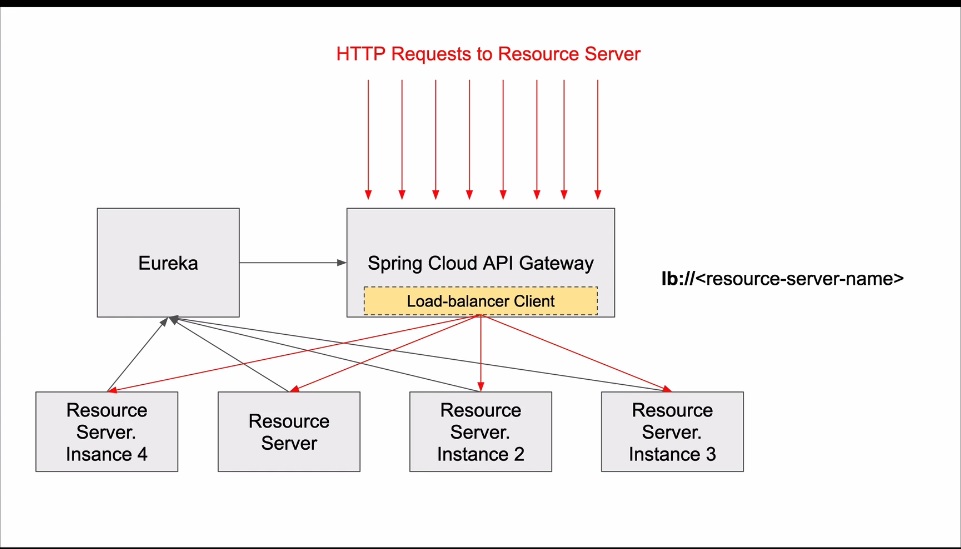 HTTP Requests to Resource Server
Eureka
Spring Cloud API Gateway
lb://<resource-server-name>
Load-balancer Client
Resource
Server.
Insance 4
Resource
Server
Resource
Server.
Instance 2
Resource
Server.
Instance 3